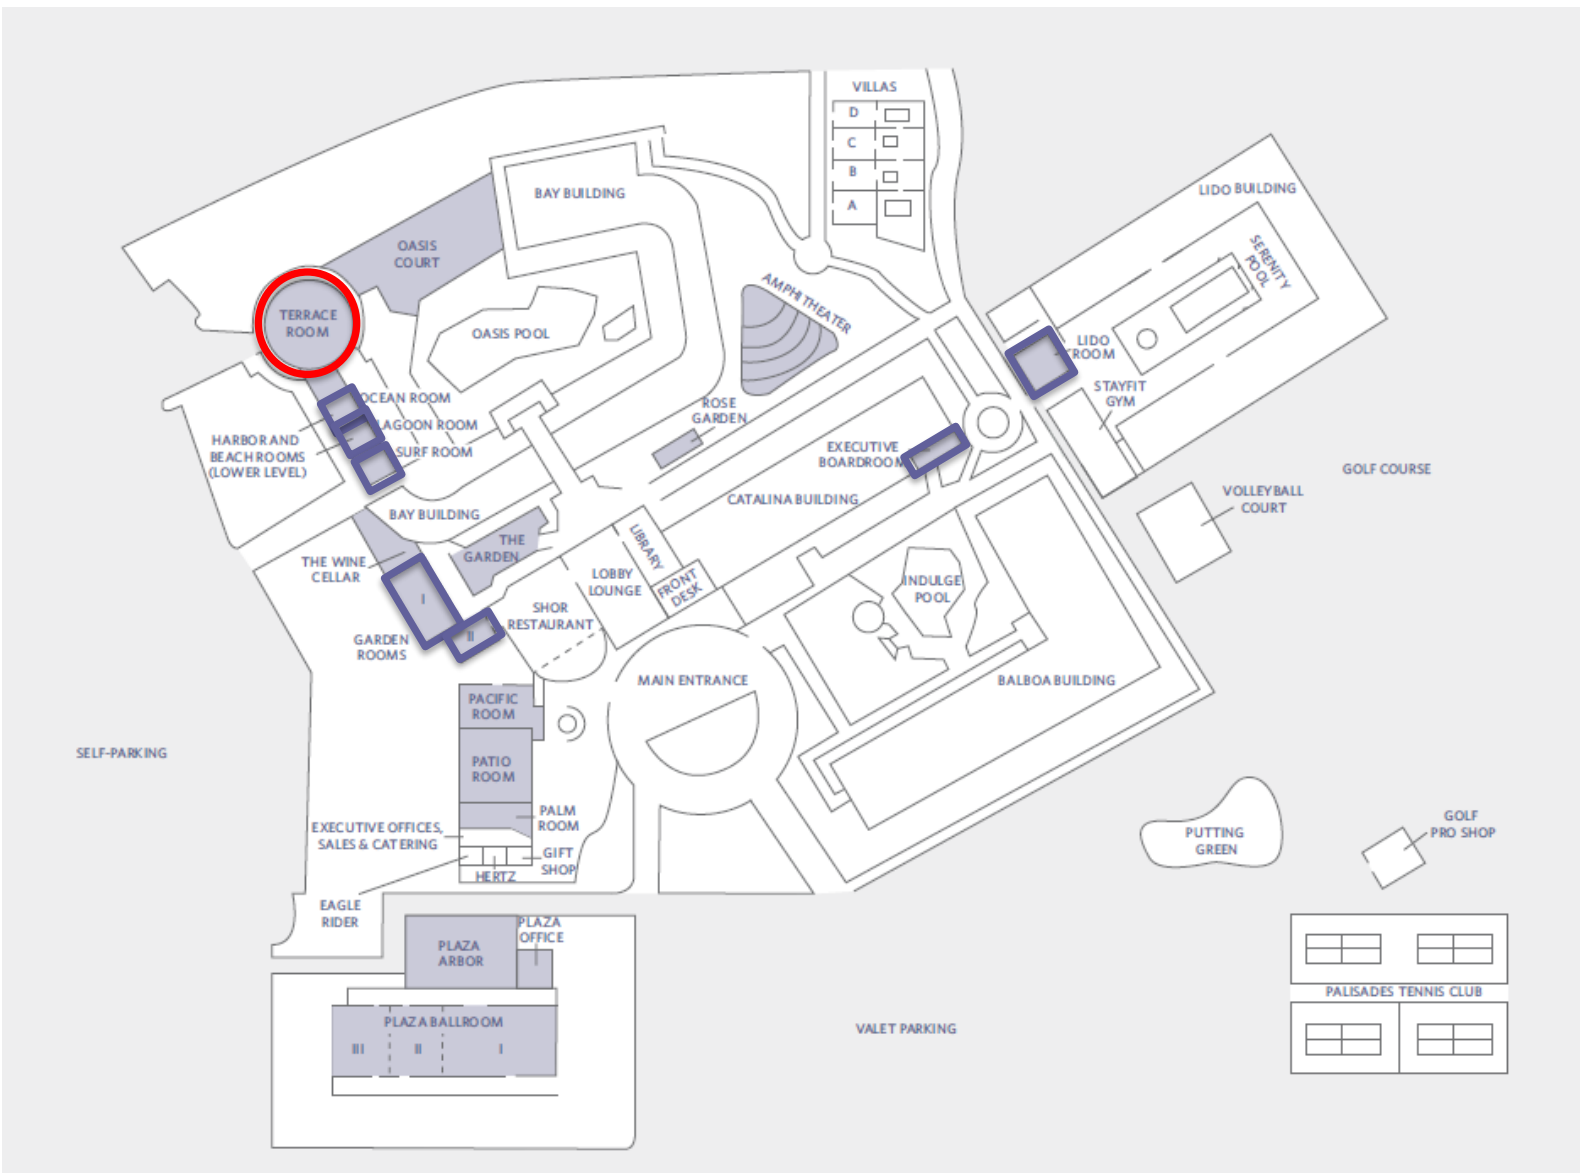 VILLAS
D
C
B
A
LIDO BUILDING
BAY BUILDING
SERENITY
POOL
OASIS
COURT
AMPHITHEATER
TERRACE
ROOM
OASIS POOL
LIDO
ROOM
STAYFIT
GYM
OCEAN ROOM
LAGOON ROOM
SURF ROOM
ROSE
GARDEN
HARBOR AND
BEACH ROOMS
(LOWER LEVEL)
EXECUTIVE
BOARDROOM
GOLF COURSE
CATALINA BUILDING
VOLLEYBALL
COURT
BAY BUILDING
THE
GARDEN
LIBRARY
THE WINE
CELLAR
LOBBY
LOUNGE
FRONT
DESK
INDULGE
POOL
I
SHOR
RESTAURANT
II
GARDEN
ROOMS
MAIN ENTRANCE
BALBOA BUILDING
PACIFIC
ROOM
SELF-PARKING
PATIO
ROOM
PALM
ROOM
EXECUTIVE OFFICES,
SALES & CATERING
GIFT
SHOP
HERTZ
PUTTING
GREEN
GOLF
PRO SHOP
EAGLE
RIDER
PLAZA
OFFICE
PLAZA
ARBOR
PALISADES TENNIS CLUB
PLAZA BALLROOM
III
II
I
VALET PARKING